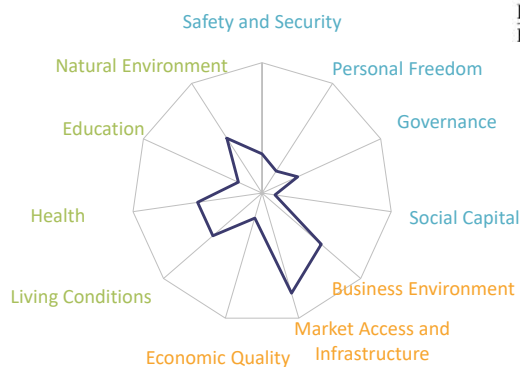 Safety and Security
Natural Environment
Personal Freedom
Education
Governance
Health
Social Capital
Living Conditions
Business Environment
Market Access and
Infrastructure
Economic Quality